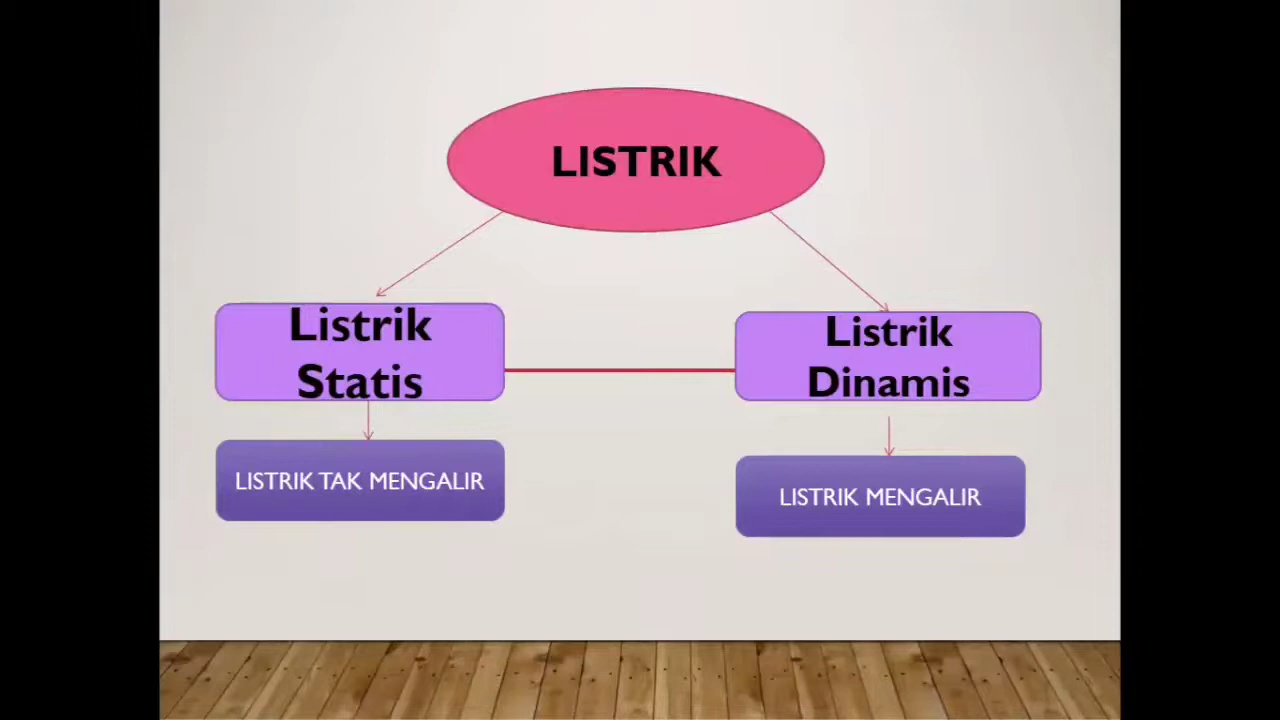 LISTRIK
Listrik
Statis
Listrik
Dinamis
LISTRIK TAK MENGALIR
LISTRIK MENGALIR